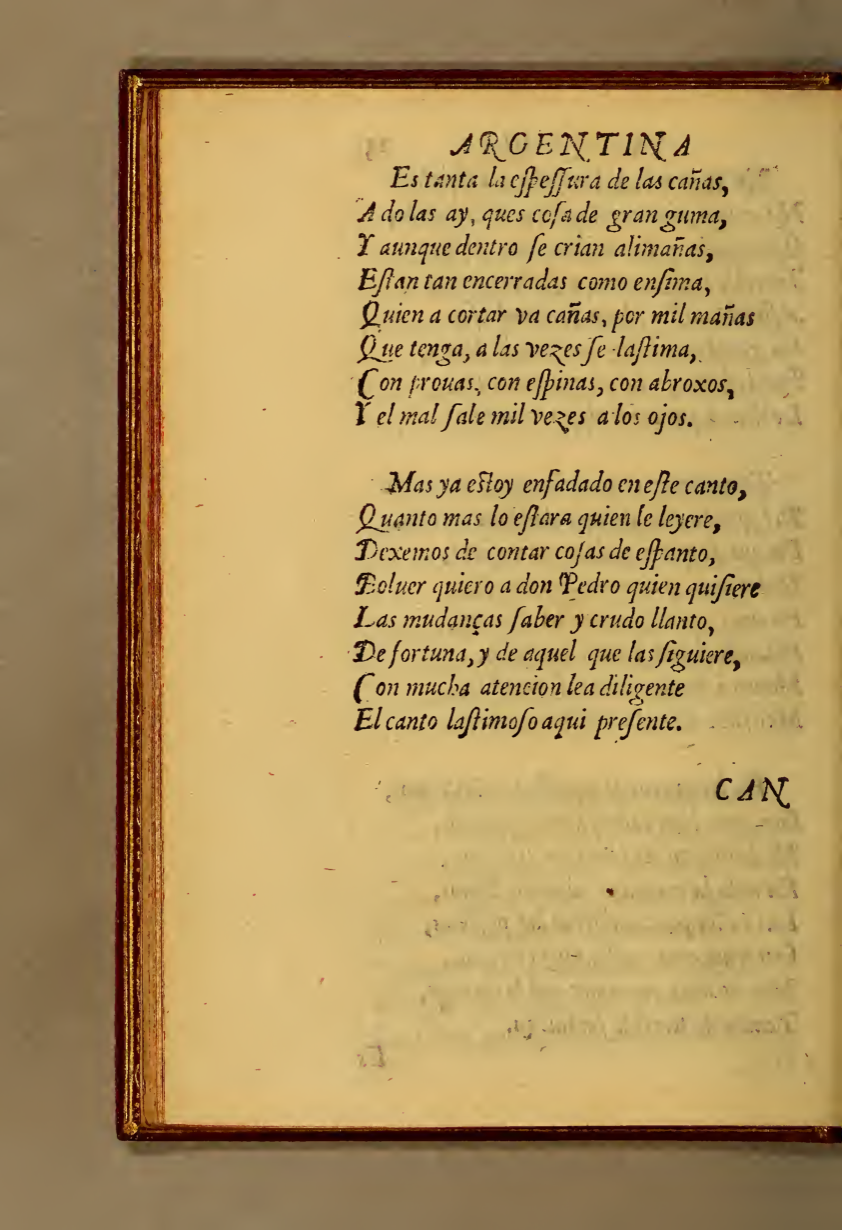 ARGENTINA
Es tanta la eſpeſſura de las cañas,
A do las ay, ques coſa de gran guma,
Y aunque dentro ſe crian alimañas,
Eſtan tan encerradas como enſima,
Quien a cortar va cañas, por mil mañas
Que tenga, a las vezes ſe laſtima,
Con prouas, con eſpinas, con abroxos,
Y el mal ſale mil vezes a los ojos.
Mas ya eſtoy enfadado en eſte canto,
Quanto mas lo eſtara quien le leyere,
Dexemos de contar coſas de eſpanto,
Boluer quiero a don Pedro quien quiſiere
Las mudanças ſaber y crudo llanto,
De fortuna, y de aquel que las ſiguiere,
Con mucha atencion lea diligente
El canto laſtimoſo aqui preſente.
CAN